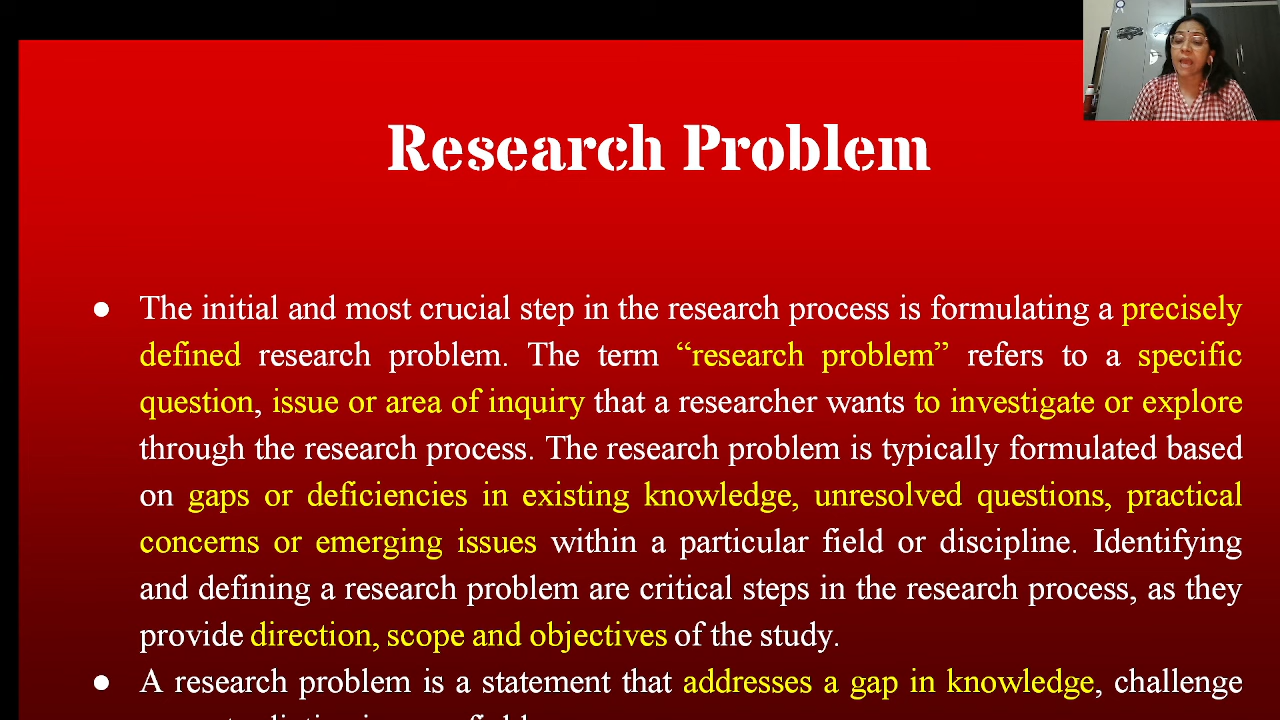 Research Problem
● The initial and most crucial step in the research process is formulating a precisely
defined research problem. The term “research problem” refers to a specific
question, issue or area of inquiry that a researcher wants to investigate or explore
through the research process. The research problem is typically formulated based
on gaps or deficiencies in existing knowledge, unresolved questions, practical
concerns or emerging issues within a particular field or discipline. Identifying
and defining a research problem are critical steps in the research process, as they
provide direction, scope and objectives of the study.
● A research problem is a statement that addresses a gap in knowledge, challenge